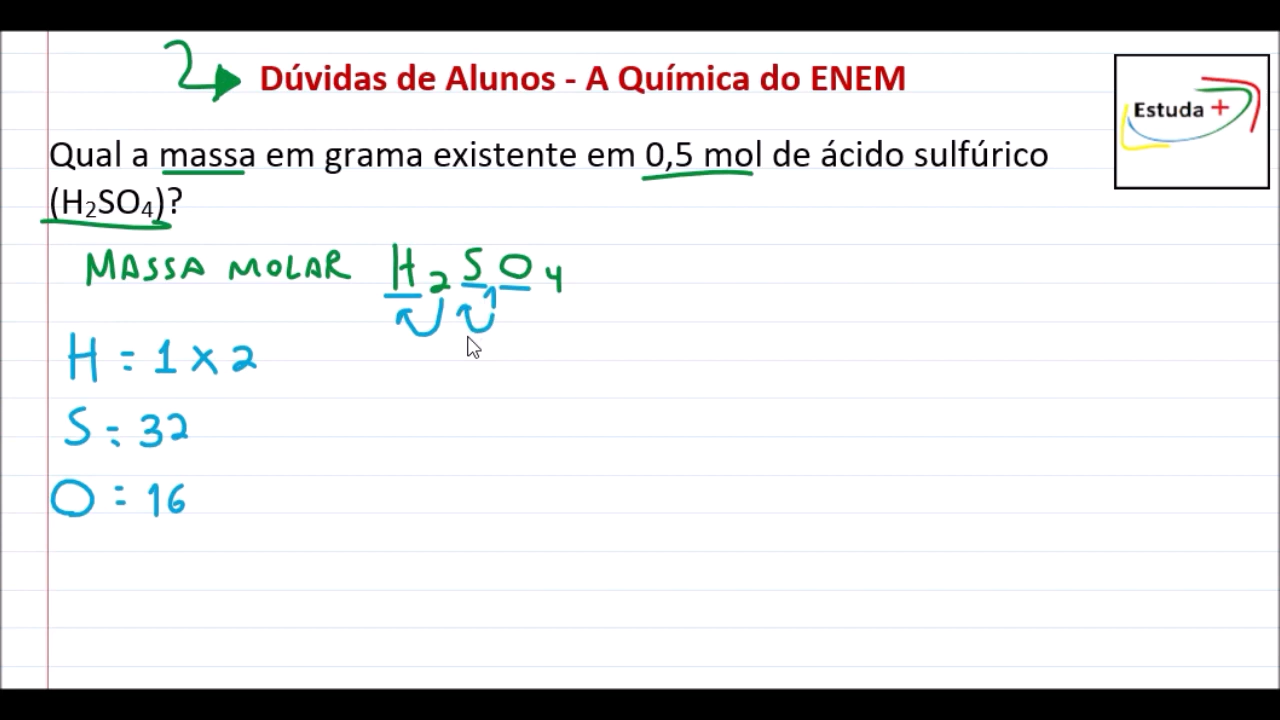 Dúvidas de Alunos - A Química do ENEM
Estuda +
Qual a massa em grama existente em 0,5 mol de ácido sulfúrico
(H₂SO₄)?
MASSA MOLAR H₂SO₄
1
H = 1 x 2
S = 32
O = 16